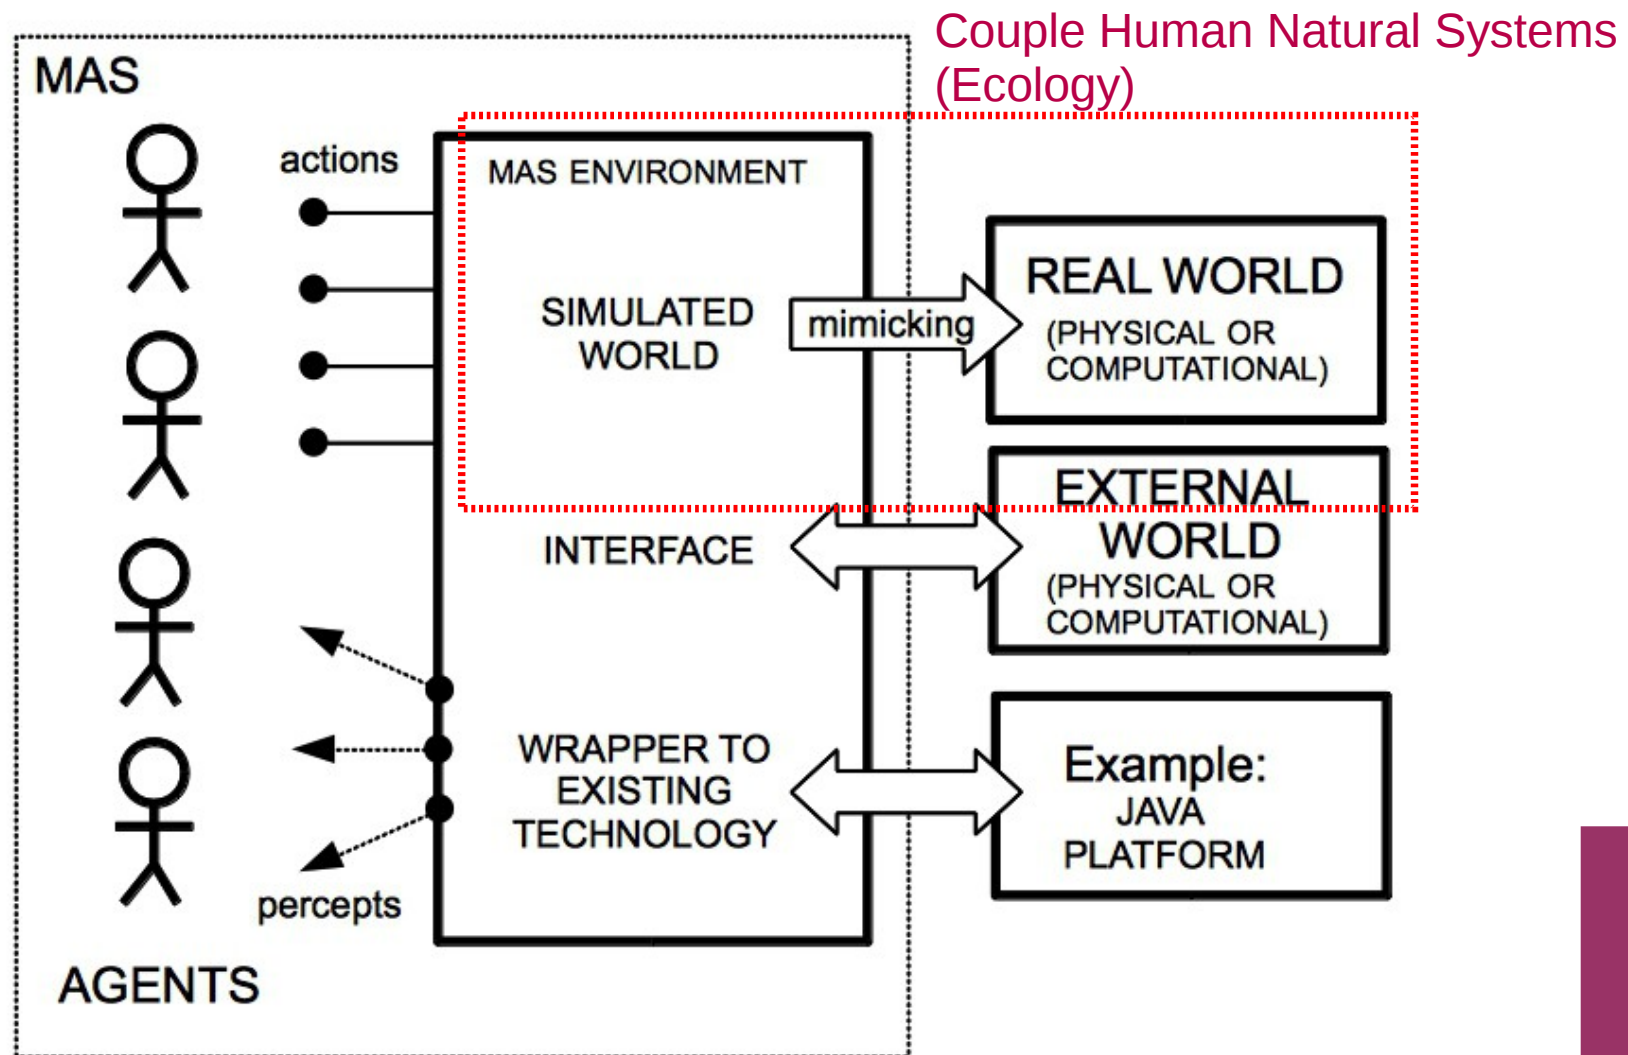 Couple Human Natural Systems
(Ecology)
MAS
actions
MAS ENVIRONMENT
SIMULATED
WORLD
mimicking
REAL WORLD
(PHYSICAL OR
COMPUTATIONAL)
INTERFACE
EXTERNAL
WORLD
(PHYSICAL OR
COMPUTATIONAL)
WRAPPER TO
EXISTING
TECHNOLOGY
Example:
JAVA
PLATFORM
percepts
AGENTS